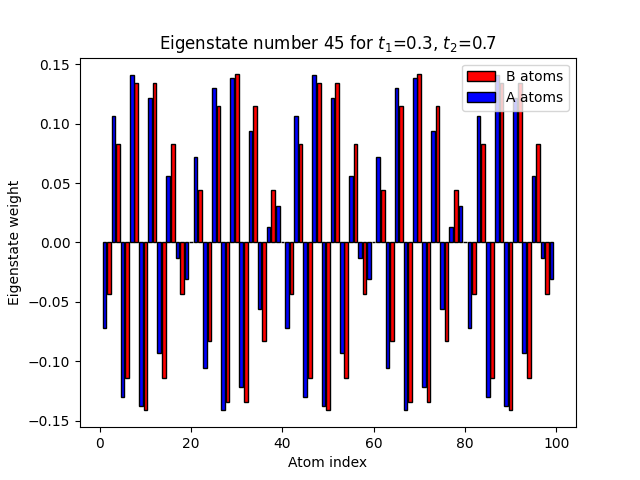 Eigenstate number 45 for t₁=0.3, t₂=0.7
B atoms
A atoms
Eigenstate weight
0.15
0.10
0.05
0.00
−0.05
−0.10
−0.15
0 20 40 60 80 100
Atom index